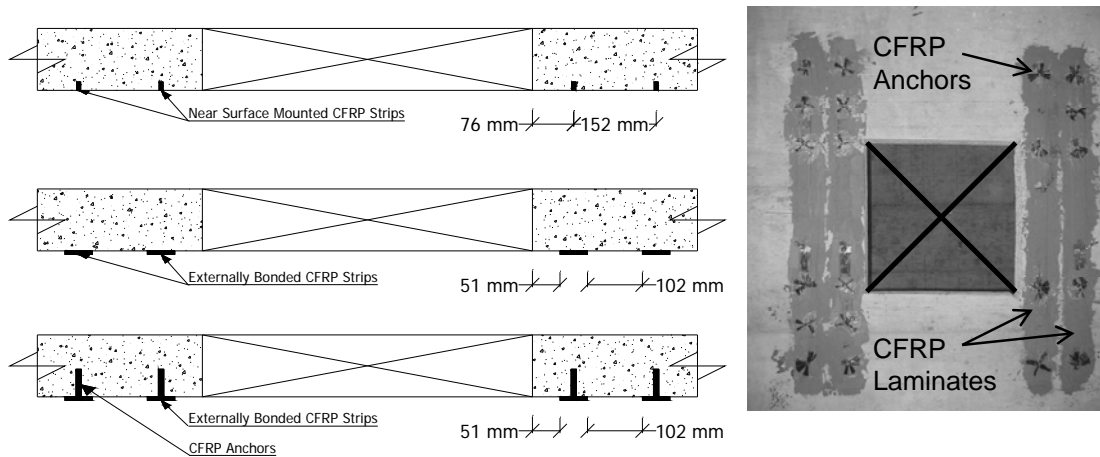 Near Surface Mounted CFRP Strips
76 mm 152 mm
Externally Bonded CFRP Strips
51 mm 102 mm
Externally Bonded CFRP Strips
CFRP Anchors
51 mm 102 mm
CFRP
Anchors
CFRP
Laminates